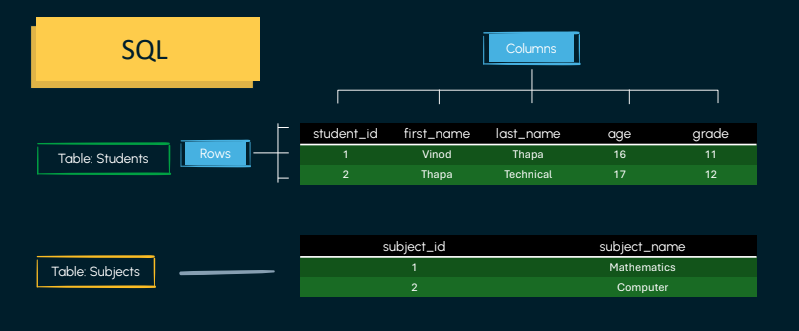 SQL
Columns
Table: Students
Rows
student_id first_name last_name age grade
1 Vinod Thapa 16 11
2 Thapa Technical 17 12
Table: Subjects
subject_id subject_name
1 Mathematics
2 Computer